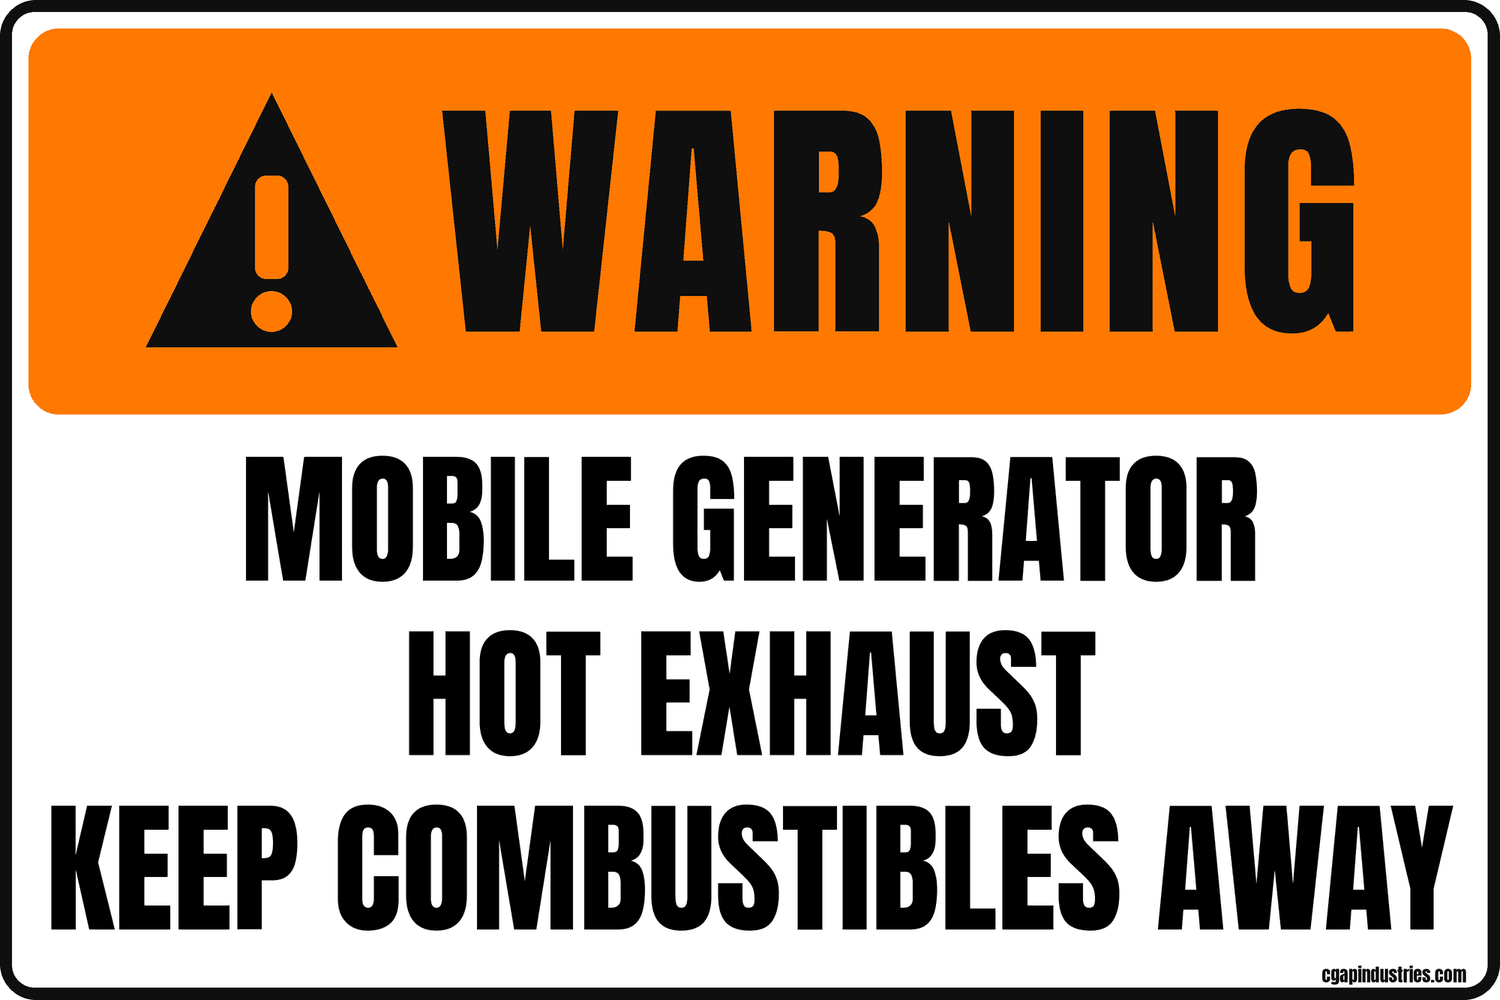 WARNING
MOBILE GENERATOR
HOT EXHAUST
KEEP COMBUSTIBLES AWAY
cgapindustries.com